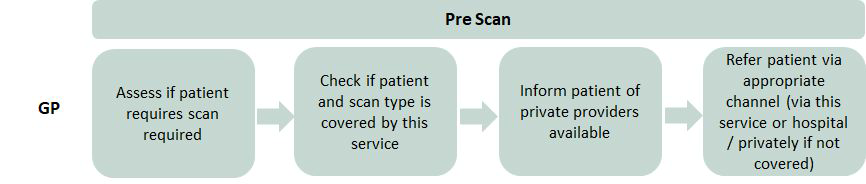 Pre Scan
GP
Assess if patient
requires scan
required
Check if patient
and scan type is
covered by this
service
Inform patient of
private providers
available
Refer patient via
appropriate
channel (via this
service or hospital
/ privately if not
covered)